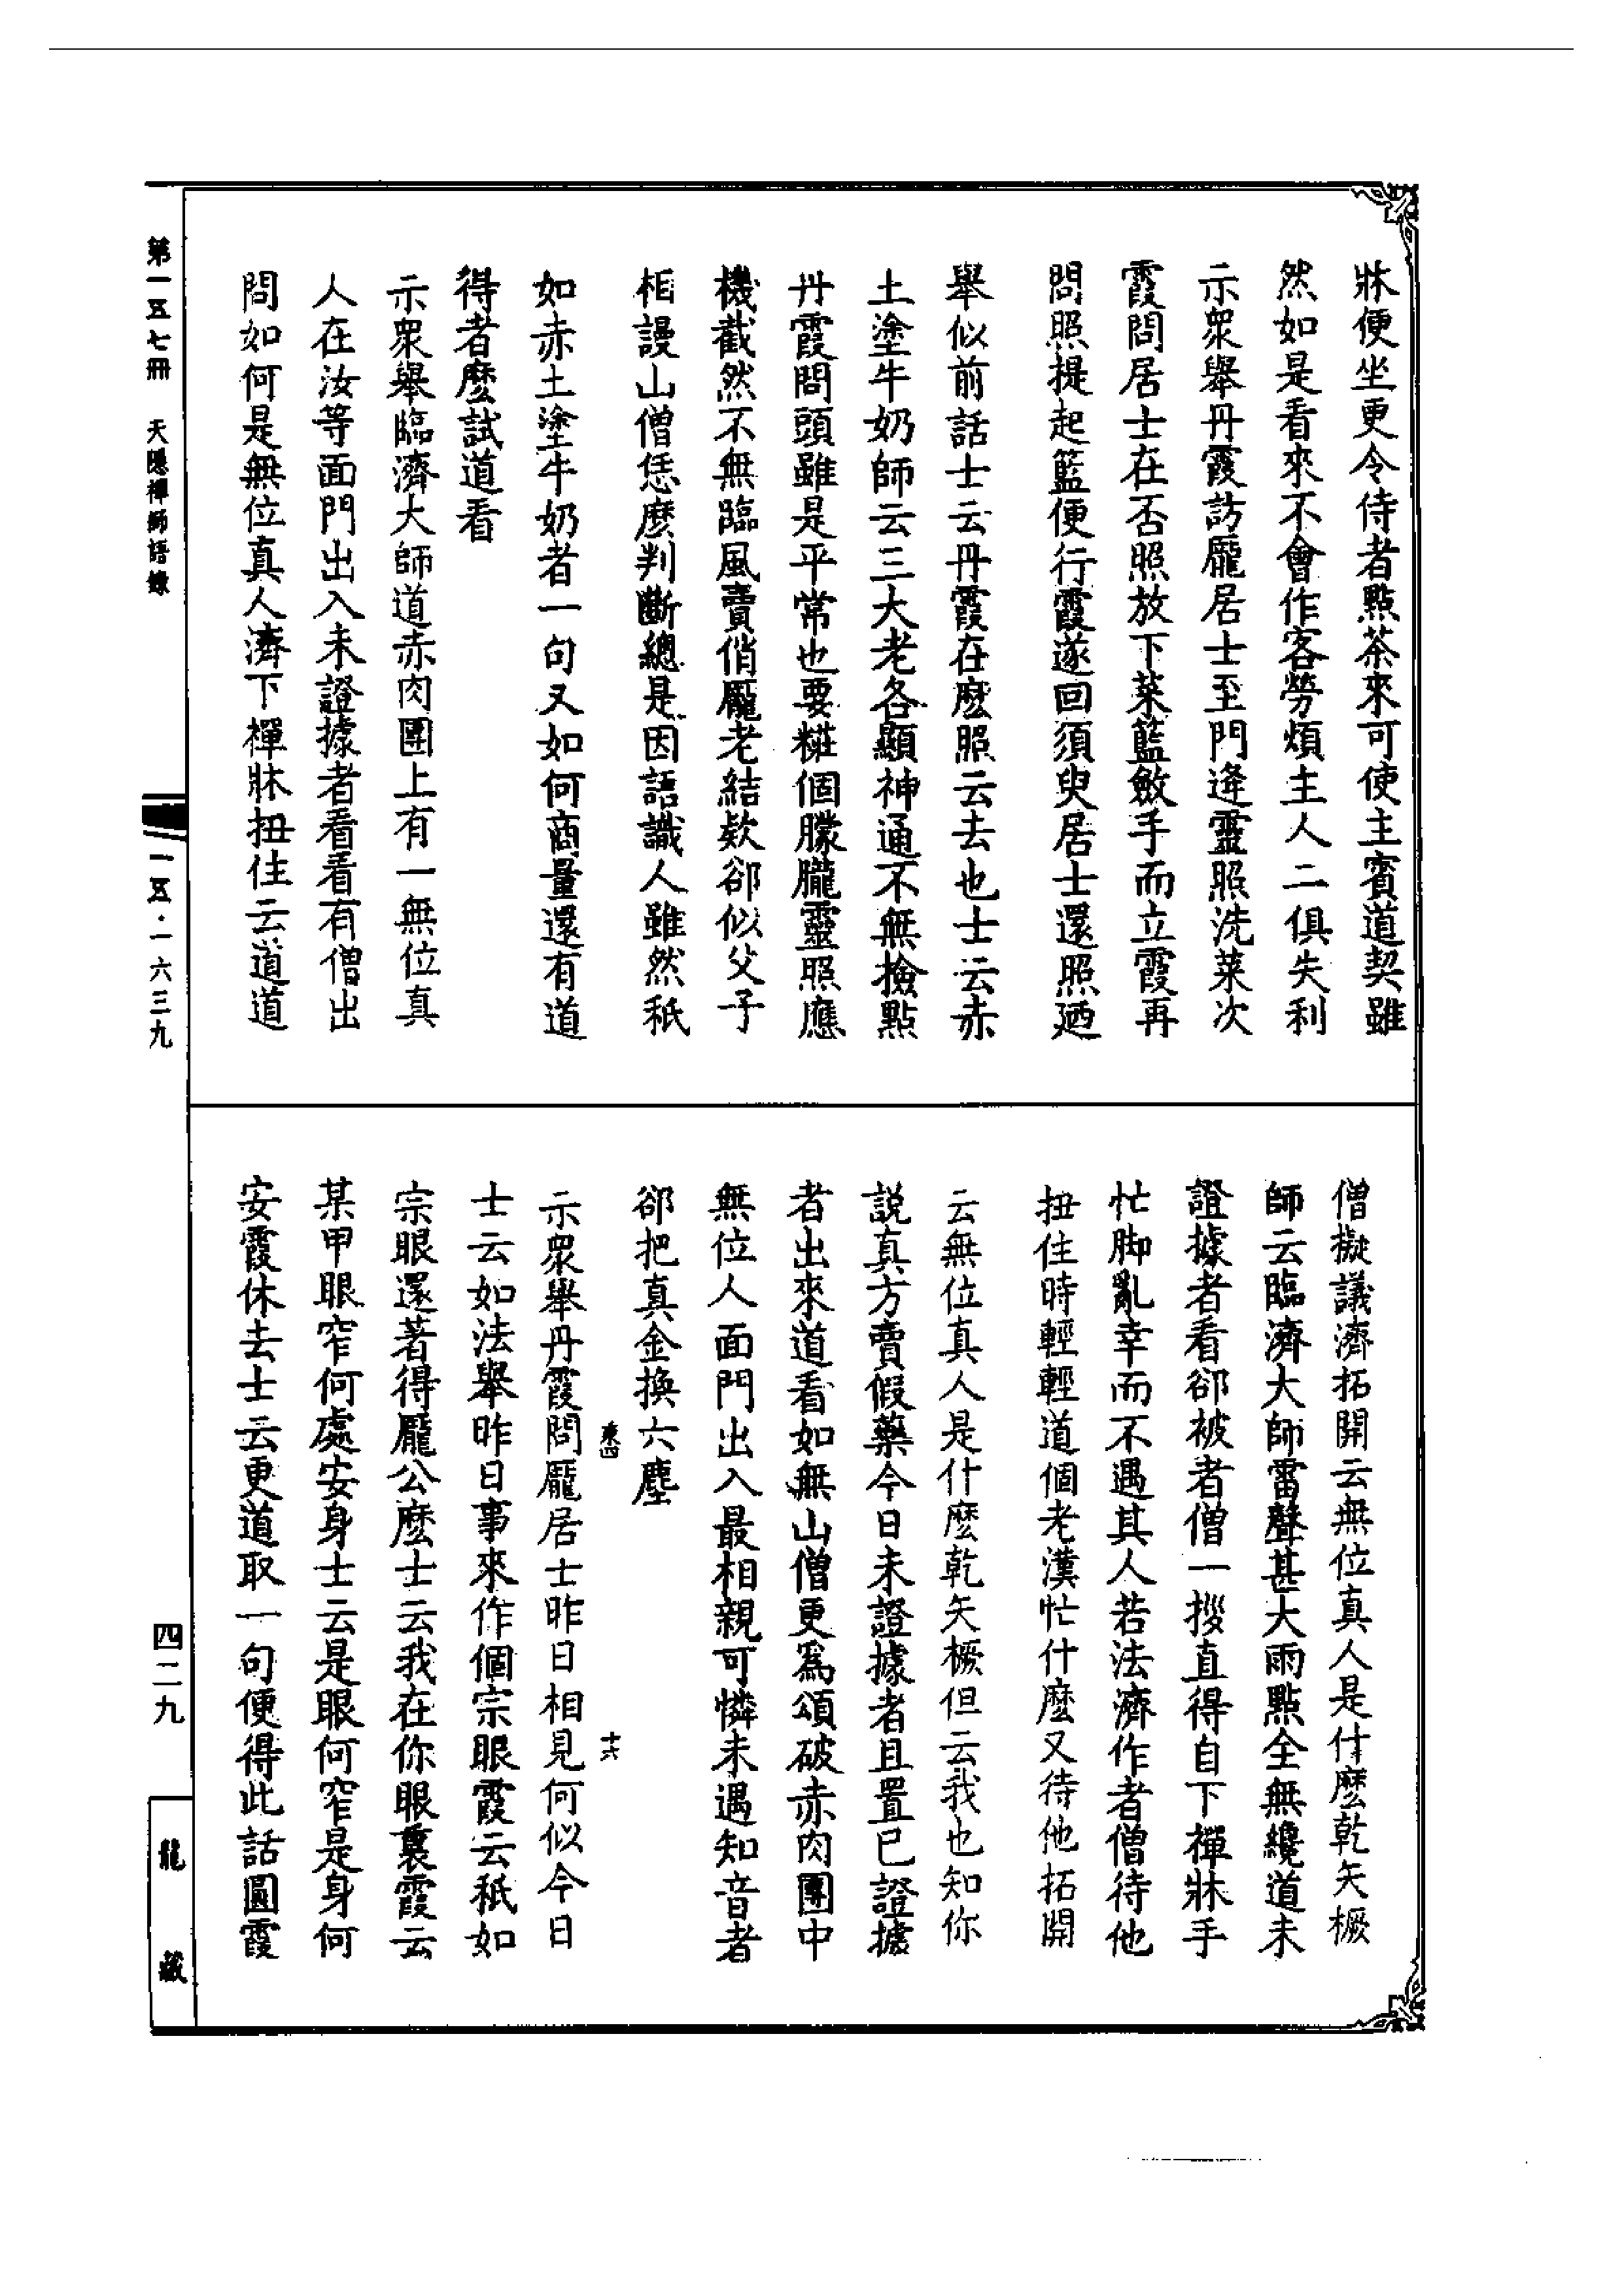 牀便坐更令侍者點茶來可使主賓道契雖
然如是看來不會作客勞煩主人二俱失利
示眾舉丹霞訪龐居士至門逢靈照洗菜次
霞問居士在否照放下菜籃斂手而立霞再
問照提起籃便行霞遂回須臾居士還照迺
舉似前話士云丹霞在麼照云去也士云赤
土塗牛奶師云三大老各顯神通不無撿點
丹霞問頭雖是平常也要糚個朦朧靈照應
機截然不無臨風賣俏龐老結欵卻似父子
相謾山僧恁麼判斷總是因語識人雖然秖
如赤土塗牛奶者一句又如何商量還有道
得者麼試道看
示眾舉臨濟大師道赤肉團上有一無位真
人在汝等面門出入未證據者看看有僧出
問如何是無位真人濟下禪牀扭住云道道
僧擬議濟拓開云無位真人是什麼乾矢橛
師云臨濟大師雷聲甚大雨點全無纔道未
證據者看卻被者僧一拶直得自下禪牀手
忙脚亂幸而不遇其人若法濟作者僧待他
扭住時輕輕道個老漢忙什麼又待他拓開
云無位真人是什麼乾矢橛但云我也知你
説真方賣假藥今日未證據者且置已證據
者出來道看如無山僧更為頌破赤肉團中
無位人面門出入最相親可憐未遇知音者
卻把真金換六塵
示眾舉丹霞問龐居士昨日相見何似今日
士云如法舉昨日事來作個宗眼霞云秖如
宗眼還著得龐公麼士云我在你眼裏霞云
某甲眼窄何處安身士云是眼何窄是身何
安霞休去士云更道取一句便得此話圓霞
第一五七冊 天隱禪師語錄
一五·一六三九
四二九
龍藏
十六